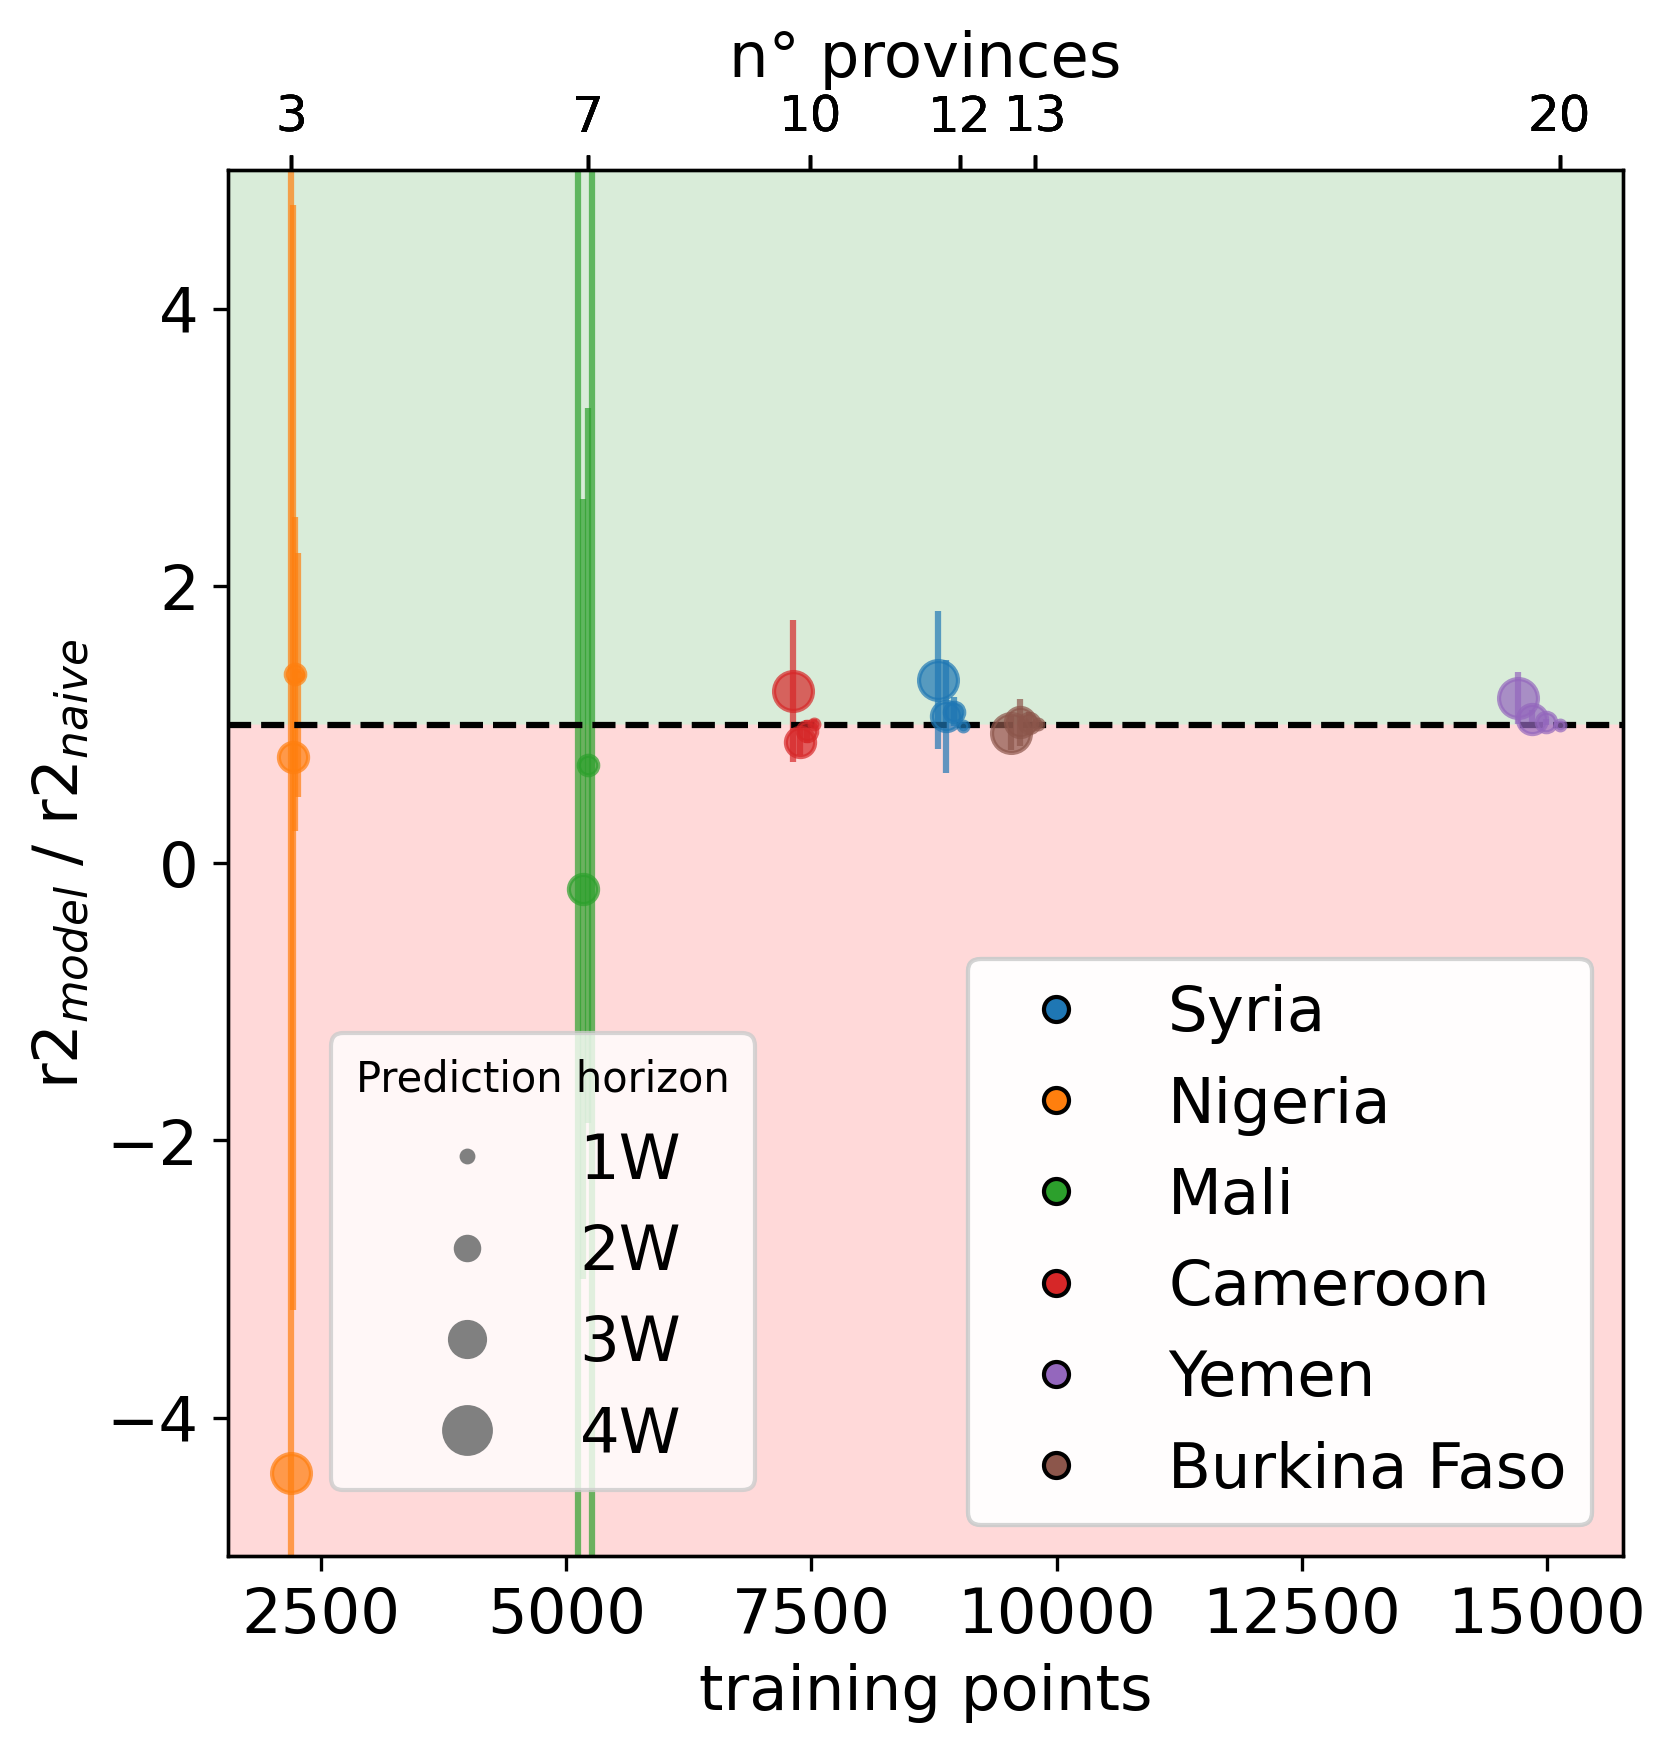 n° provinces
3 7 10 12 13 20
r2model / r2naive
4
2
0
−2
−4
Prediction horizon
1W
2W
3W
4W
Syria
Nigeria
Mali
Cameroon
Yemen
Burkina Faso
2500 5000 7500 10000 12500 15000
training points